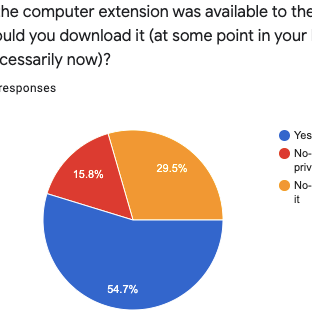 he computer extension was available to the
uld you download it (at some point in your
cessarily now)?
responses
Yes
No-
priv
No-
it
15.8%
29.5%
54.7%